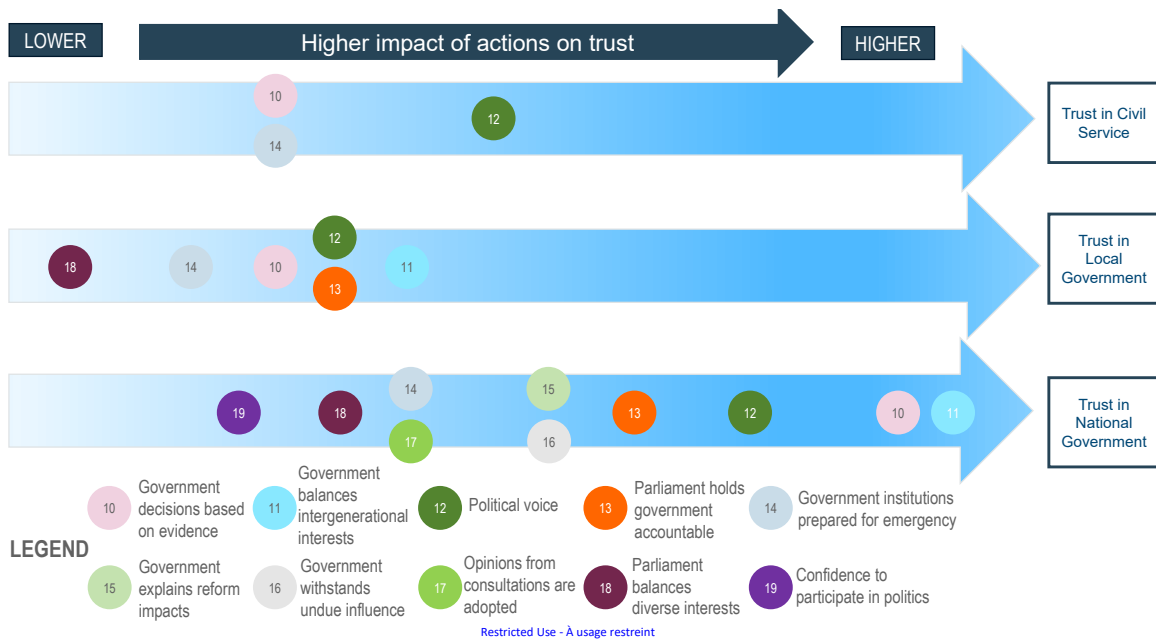 LOWER
Higher impact of actions on trust
HIGHER
10
14
12
Trust in Civil
Service
18
14
10
12
13
11
Trust in
Local
Government
19
18
14
17
15
16
13
12
10
11
Trust in
National
Government
LEGEND
10
Government
decisions based
on evidence
11
Government
balances
intergenerational
interests
12
Political voice
13
Parliament holds
government
accountable
14
Government institutions
prepared for emergency
15
Government
explains reform
impacts
16
Government
withstands
undue influence
17
Opinions from
consultations are
adopted
18
Parliament
balances
diverse interests
19
Confidence to
participate in politics
Restricted Use - À usage restreint